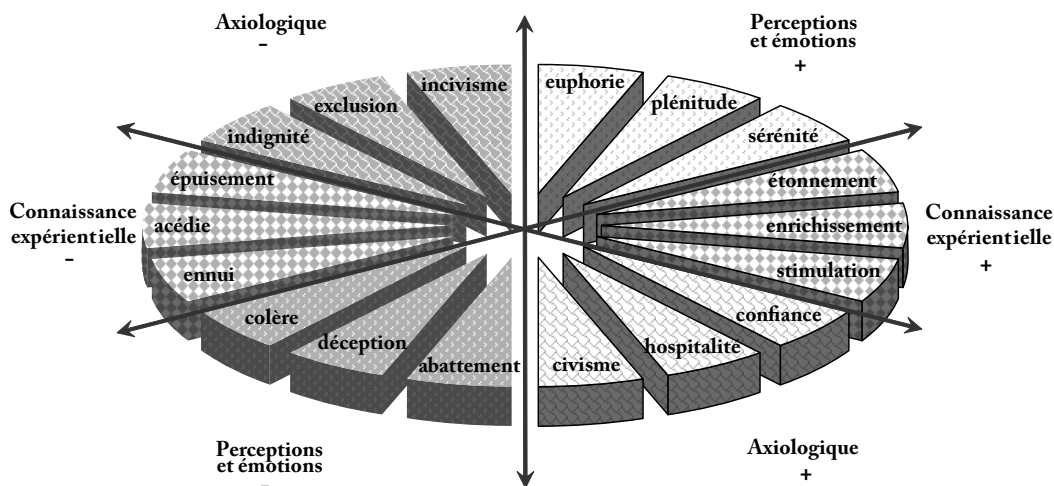 Axiologique
-
Perceptions
et émotions
+
incivisme
euphorie
exclusion
plénitude
indignité
sérénité
épuisement
étonnement
Connaissance
expérientielle
-
acédie
enrichissement
Connaissance
expérientielle
+
ennui
stimulation
colère
confiance
déception
hospitalité
abattement
civisme
Perceptions
et émotions
-
Axiologique
+